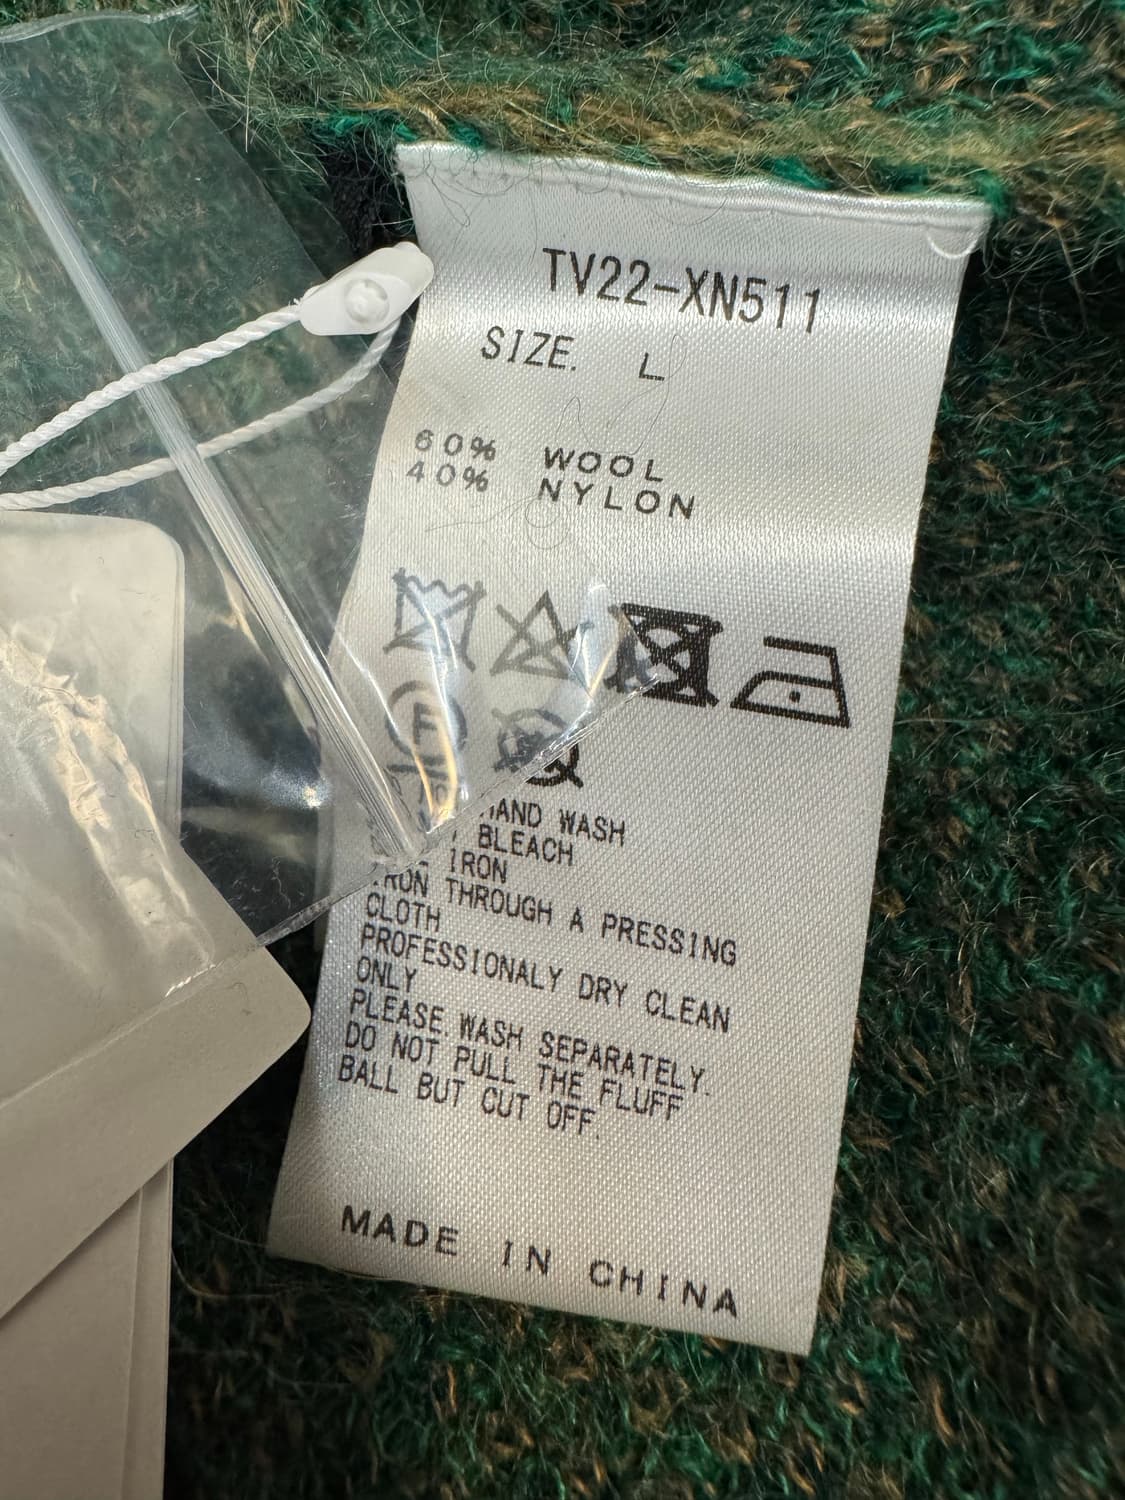 TV22-XN511
SIZE. L
60% WOOL
40% NYLON
F
HAND WASH
BLEACH
IRON
IRON THROUGH A PRESSING
CLOTH
PROFESSIONALY DRY CLEAN
ONLY
PLEASE WASH SEPARATELY.
DO NOT PULL THE FLUFF
BALL BUT CUT OFF.
MADE IN CHINA